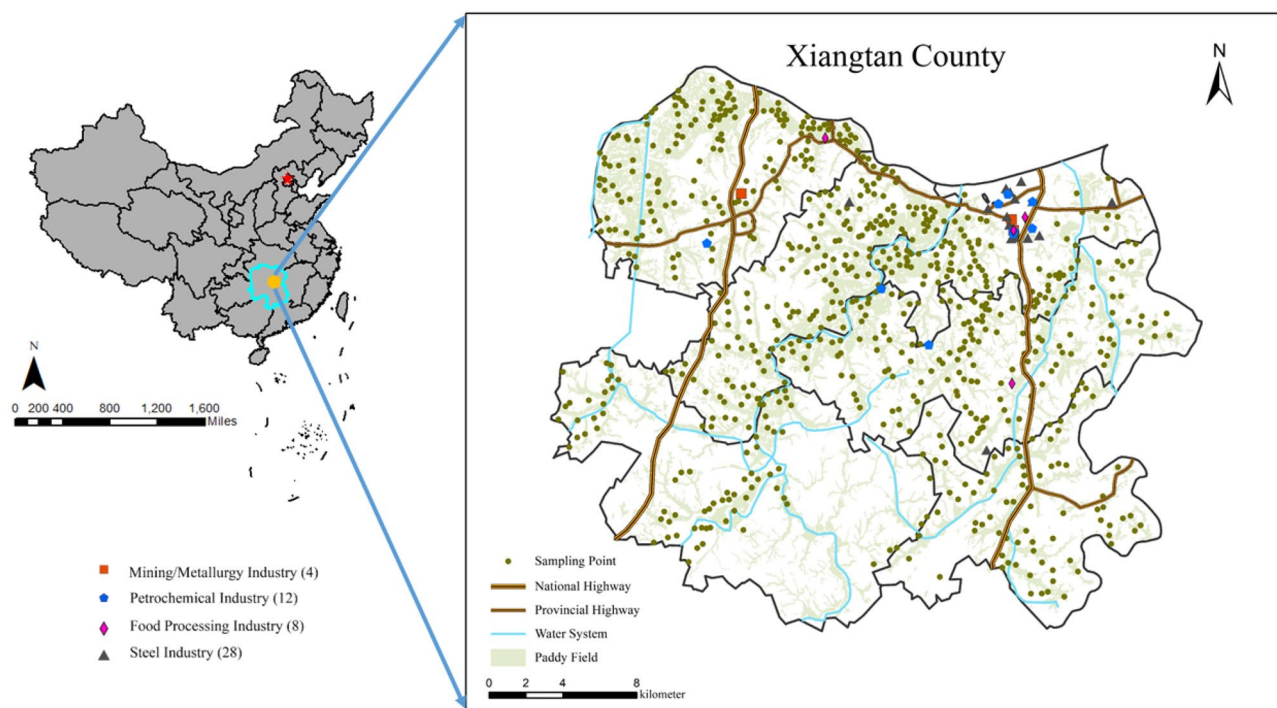 Xiangtan County
N
N
0 200 400 800 1,200 1,600
Miles
Mining/Metallurgy Industry (4)
Petrochemical Industry (12)
Food Processing Industry (8)
Steel Industry (28)
Sampling Point
National Highway
Provincial Highway
Water System
Paddy Field
0 2 4 8
kilometer